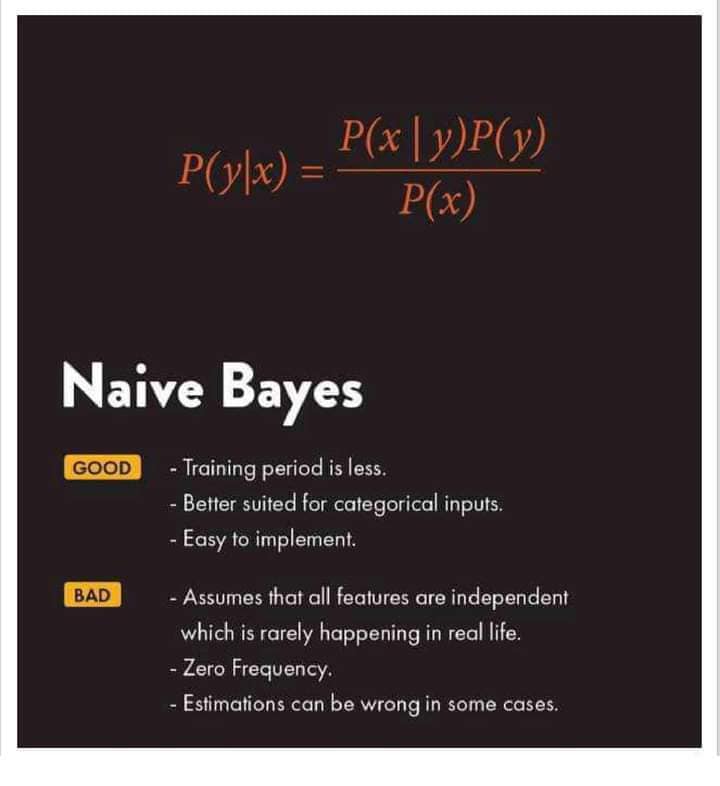 P(y|x) = P(x | y)P(y) / P(x)
Naive Bayes
GOOD - Training period is less.
- Better suited for categorical inputs.
- Easy to implement.
BAD - Assumes that all features are independent
which is rarely happening in real life.
- Zero Frequency.
- Estimations can be wrong in some cases.